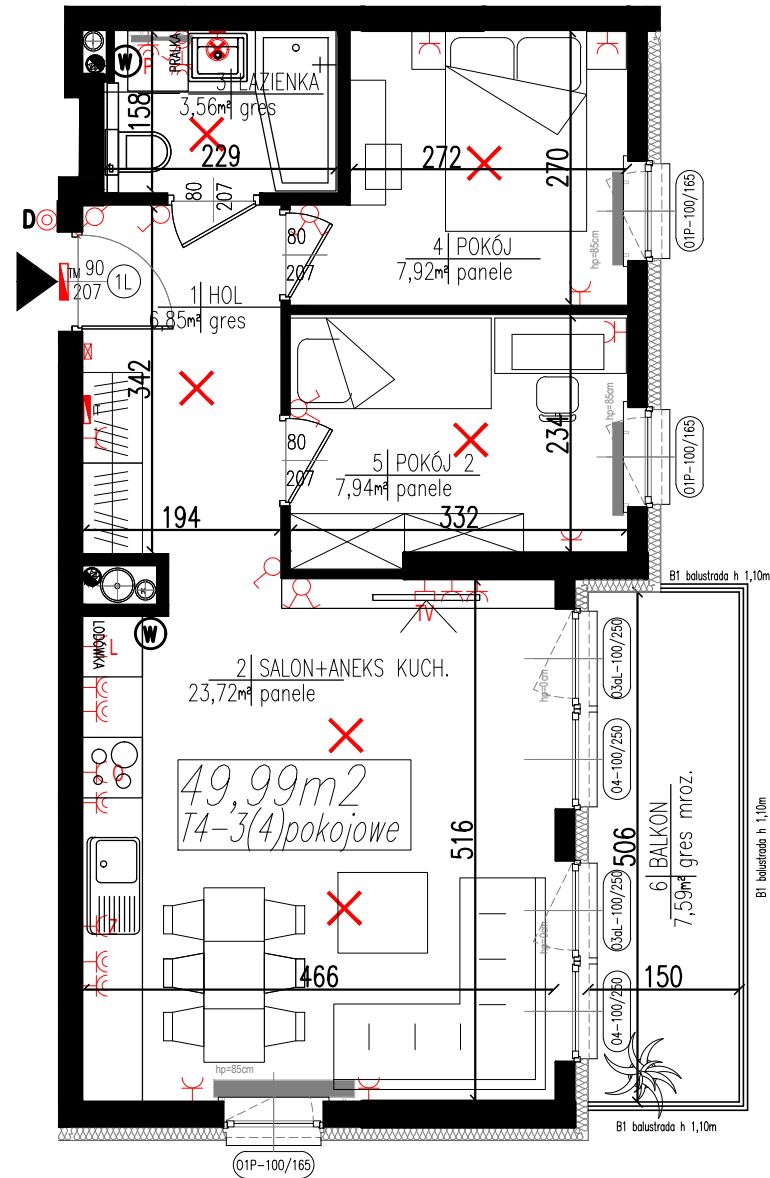 PRALKA
W
P
3 ŁAZIENKA
3,56m² gres
158
229
272
270
80
207
01P-100/165
hp=85cm
D
TM 90
207
1L
80
207
4 POKÓJ
7,92m² panele
1 HOL
6,85m² gres
342
T
hp=85cm
234
01P-100/165
80
207
5 POKÓJ 2
7,94m² panele
194
332
B1 balustrada h 1,10m
TV
W
LODÓWKA
L
2 SALON+ANEKS KUCH.
23,72m² panele
hp=0cm
03aL-100/250
04-100/250
49,99m2
T4-3(4)pokojowe
516
506
6 BALKON
7,59m² gres mroz.
B1 balustrada h 1,10m
hp=0cm
03aL-100/250
04-100/250
466
150
hp=85cm
B1 balustrada h 1,10m
01P-100/165